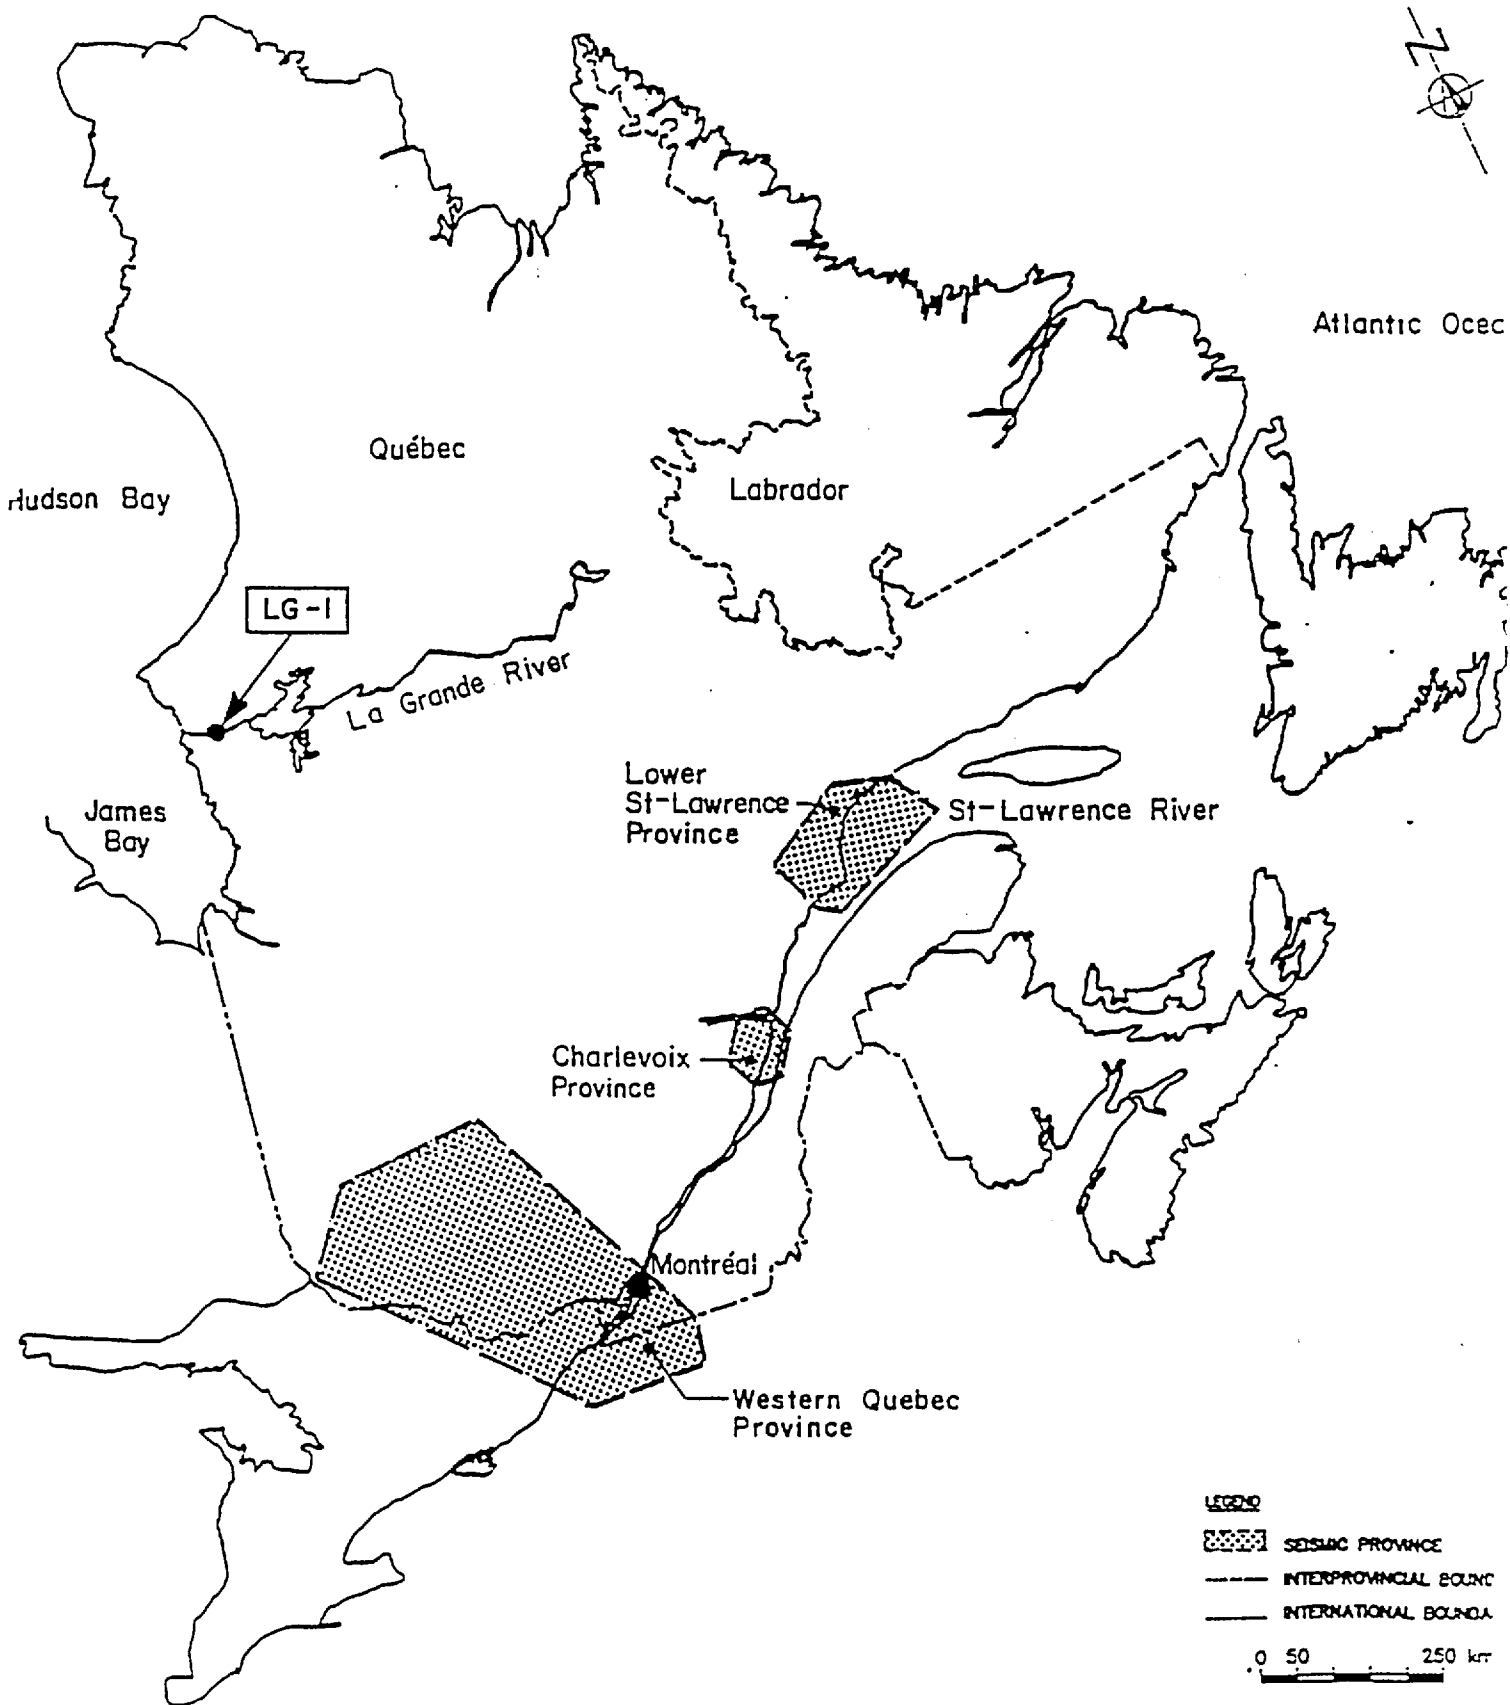 N
Atlantic Ocec
Québec
Hudson Bay
Labrador
LG-1
La Grande River
Lower
St-Lawrence
Province
St-Lawrence River
James
Bay
Charlevoix
Province
Montréal
Western Quebec
Province
LEGEND
SEISMIC PROVINCE
INTERPROVINCIAL BOUNC
INTERNATIONAL BOUNDA
0 50 250 km